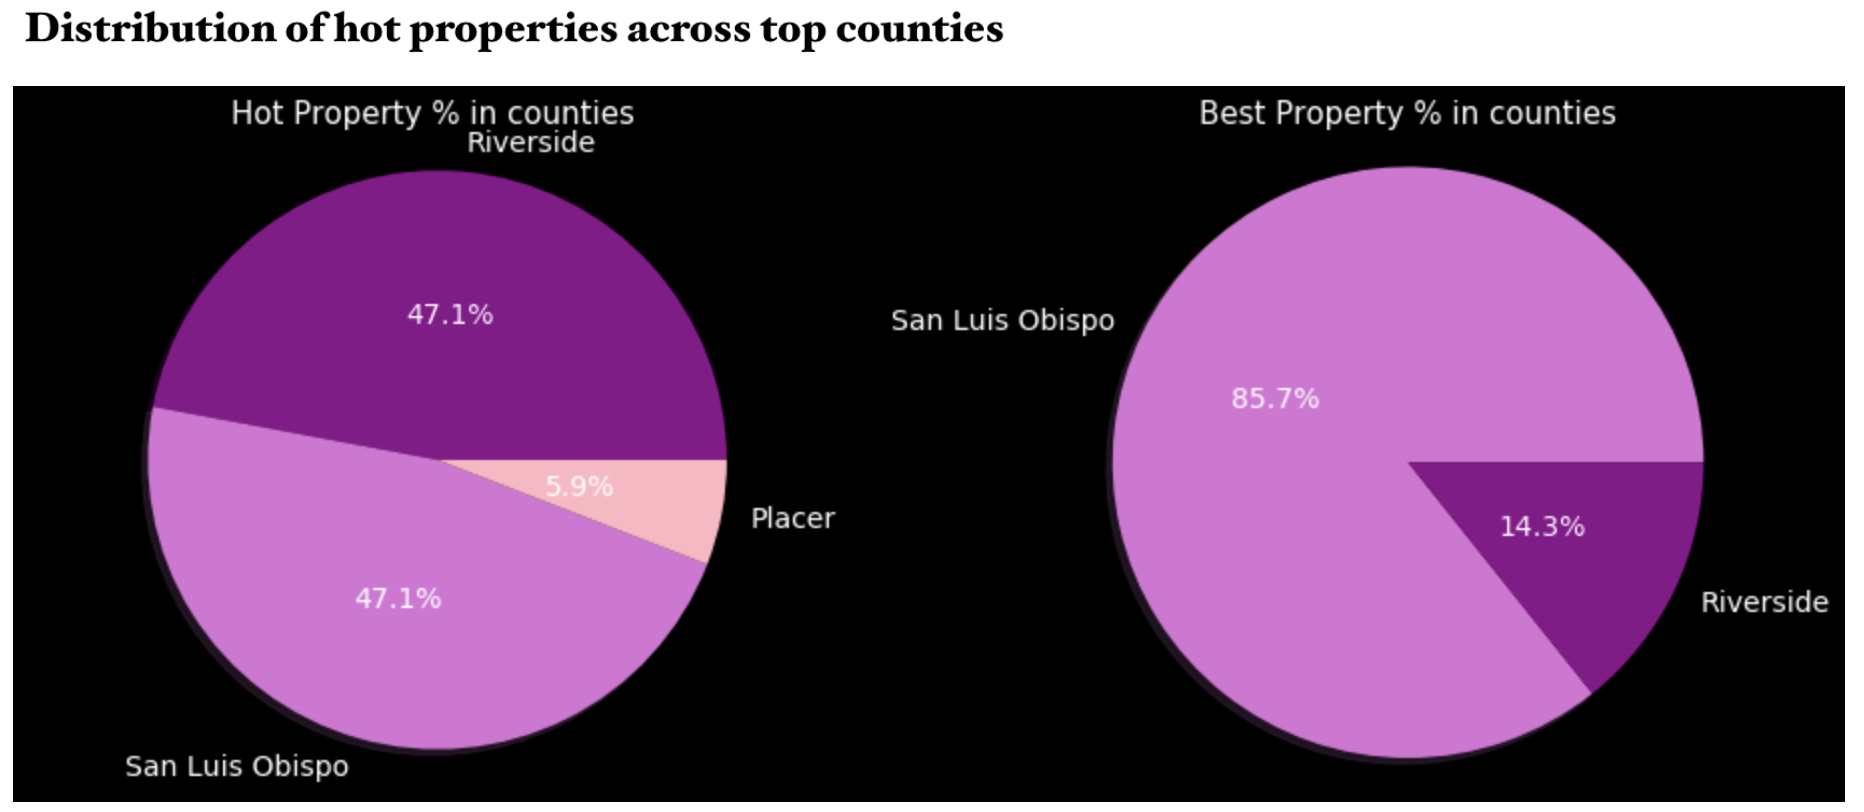 Distribution of hot properties across top counties
Hot Property % in counties
Riverside
47.1%
5.9%
Placer
47.1%
San Luis Obispo
Best Property % in counties
San Luis Obispo
85.7%
14.3%
Riverside